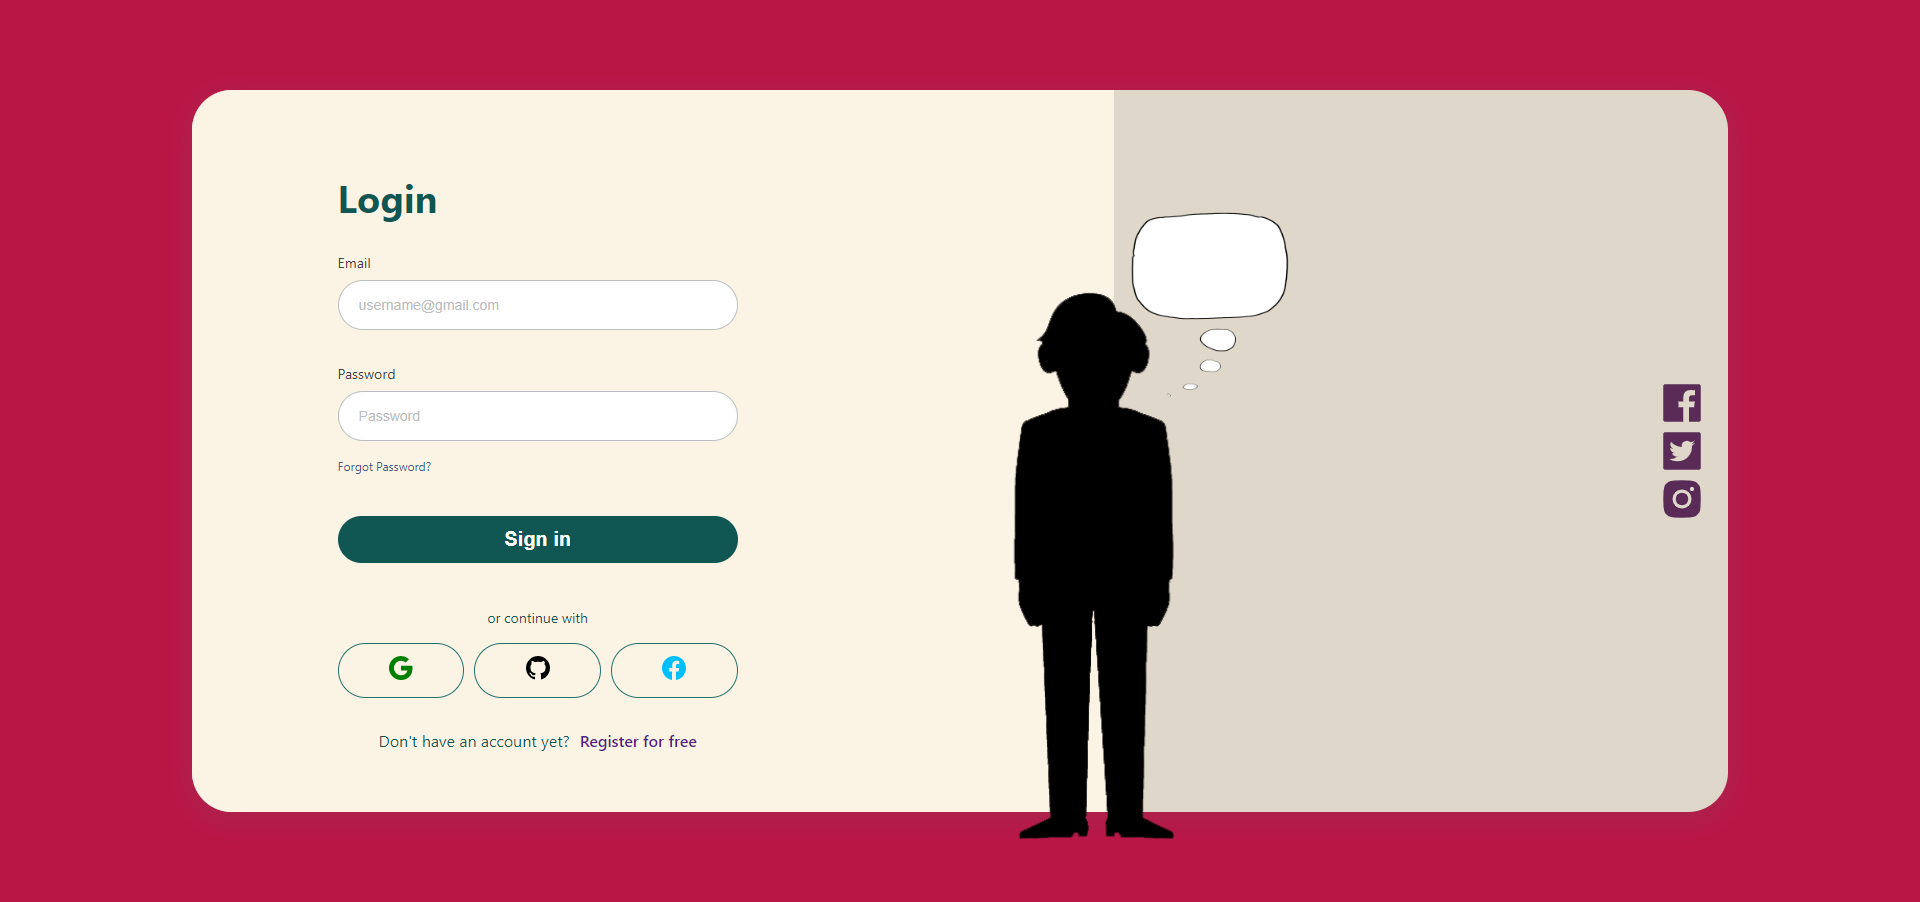 Login
Email
username@gmail.com
Password
Password
Forgot Password?
Sign in
or continue with
Don't have an account yet? Register for free